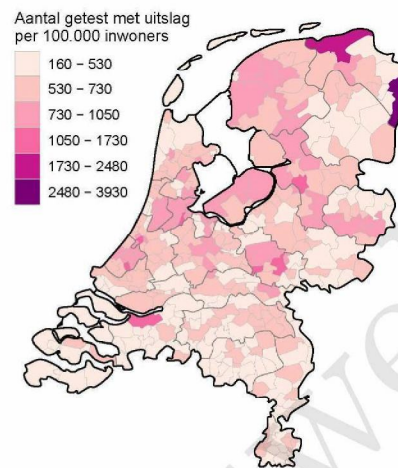 Aantal getest met uitslag
per 100.000 inwoners
160 – 530
530 – 730
730 – 1050
1050 – 1730
1730 – 2480
2480 – 3930